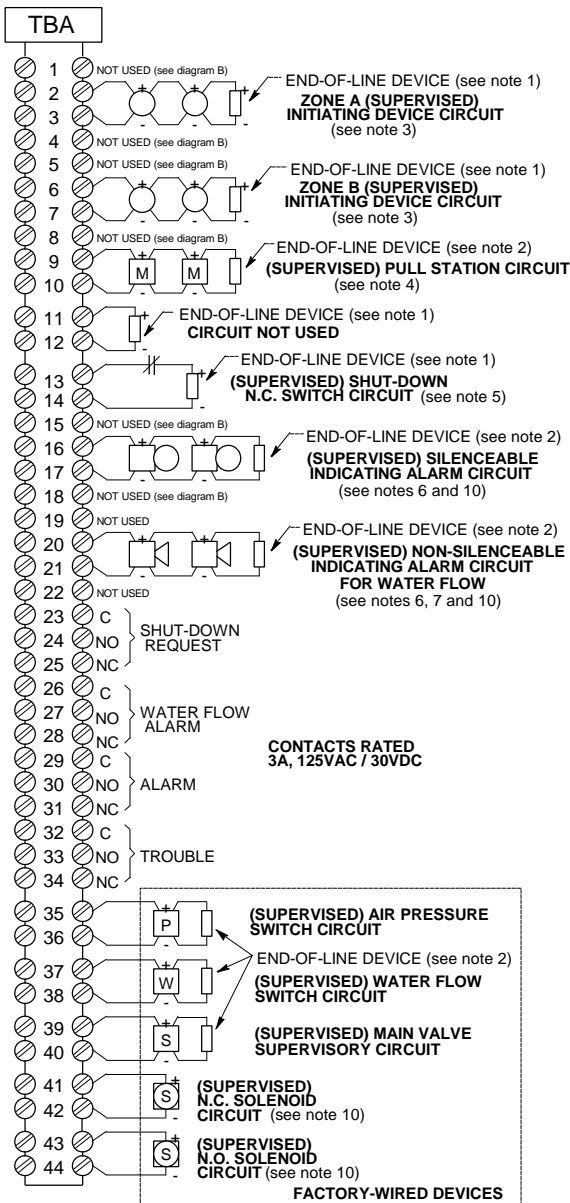 TBA
1 NOT USED (see diagram B)
2 + + + END-OF-LINE DEVICE (see note 1)
ZONE A (SUPERVISED)
3 - - - INITIATING DEVICE CIRCUIT
(see note 3)
4 NOT USED (see diagram B)
5 NOT USED (see diagram B)
6 + + + END-OF-LINE DEVICE (see note 1)
ZONE B (SUPERVISED)
7 - - - INITIATING DEVICE CIRCUIT
(see note 3)
8 NOT USED (see diagram B)
9 + + END-OF-LINE DEVICE (see note 2)
M M (SUPERVISED) PULL STATION CIRCUIT
10 - - (see note 4)
11 + END-OF-LINE DEVICE (see note 1)
12 - CIRCUIT NOT USED
13 + END-OF-LINE DEVICE (see note 1)
(SUPERVISED) SHUT-DOWN
14 - N.C. SWITCH CIRCUIT (see note 5)
15 NOT USED (see diagram B)
16 + + END-OF-LINE DEVICE (see note 2)
(SUPERVISED) SILENCEABLE
17 - - INDICATING ALARM CIRCUIT
(see notes 6 and 10)
18 NOT USED (see diagram B)
19 NOT USED
20 + + END-OF-LINE DEVICE (see note 2)
(SUPERVISED) NON-SILENCEABLE
21 - - INDICATING ALARM CIRCUIT
FOR WATER FLOW
22 NOT USED
(see notes 6, 7 and 10)
23 C
24 NO SHUT-DOWN
REQUEST
25 NC
26 C
27 NO WATER FLOW
ALARM
28 NC
CONTACTS RATED
3A, 125VAC / 30VDC
29 C
30 NO ALARM
31 NC
32 C
33 NO TROUBLE
34 NC
35 + P (SUPERVISED) AIR PRESSURE
36 - SWITCH CIRCUIT
END-OF-LINE DEVICE (see note 2)
37 + W (SUPERVISED) WATER FLOW
38 - SWITCH CIRCUIT
39 + S (SUPERVISED) MAIN VALVE
40 - SUPERVISORY CIRCUIT
41 + S (SUPERVISED)
N.C. SOLENOID
42 - CIRCUIT (see note 10)
43 + S (SUPERVISED)
N.O. SOLENOID
44 - CIRCUIT (see note 10)
FACTORY-WIRED DEVICES